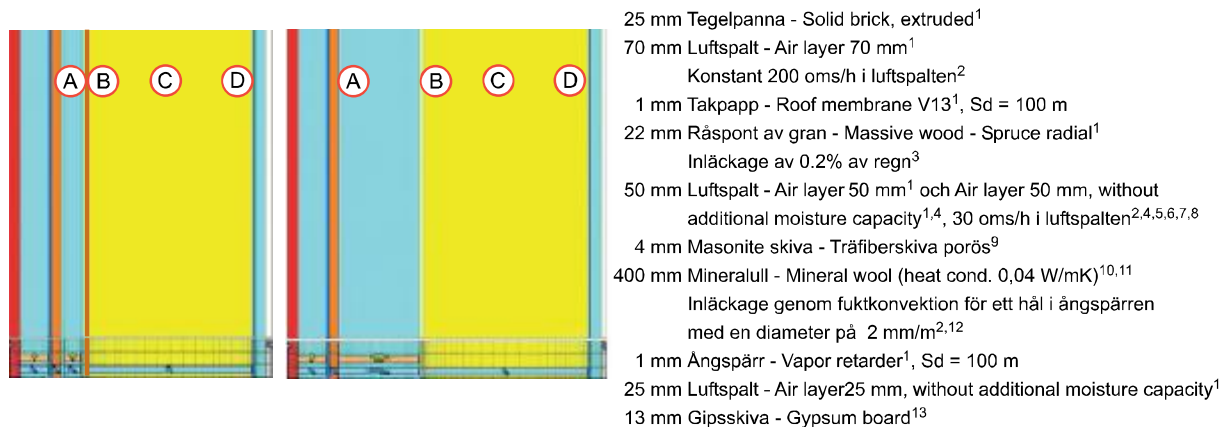 A B C D
A B C D
25 mm Tegelpanna - Solid brick, extruded¹
70 mm Luftspalt - Air layer 70 mm¹
Konstant 200 oms/h i luftspalten²
1 mm Takpapp - Roof membrane V13¹, Sd = 100 m
22 mm Råspont av gran - Massive wood - Spruce radial¹
Inläckage av 0.2% av regn³
50 mm Luftspalt - Air layer 50 mm¹ och Air layer 50 mm, without
additional moisture capacity¹,⁴, 30 oms/h i luftspalten²,⁴,⁵,⁶,⁷,⁸
4 mm Masonite skiva - Träfiberskiva porös⁹
400 mm Mineralull - Mineral wool (heat cond. 0,04 W/mK)¹⁰,¹¹
Inläckage genom fuktkonvektion för ett hål i ångspärren
med en diameter på 2 mm/m²,¹²
1 mm Ångspärr - Vapor retarder¹, Sd = 100 m
25 mm Luftspalt - Air layer25 mm, without additional moisture capacity¹
13 mm Gipsskiva - Gypsum board¹³